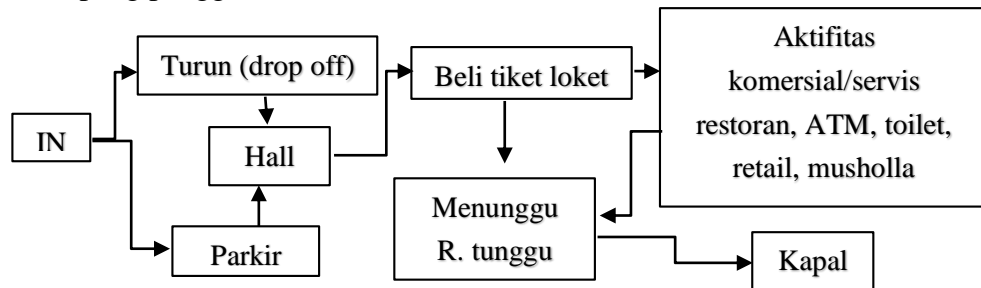 Turun (drop off)
Beli tiket loket
Aktifitas
komersial/servis
restoran, ATM, toilet,
retail, musholla
IN
Hall
Menunggu
R. tunggu
Parkir
Kapal